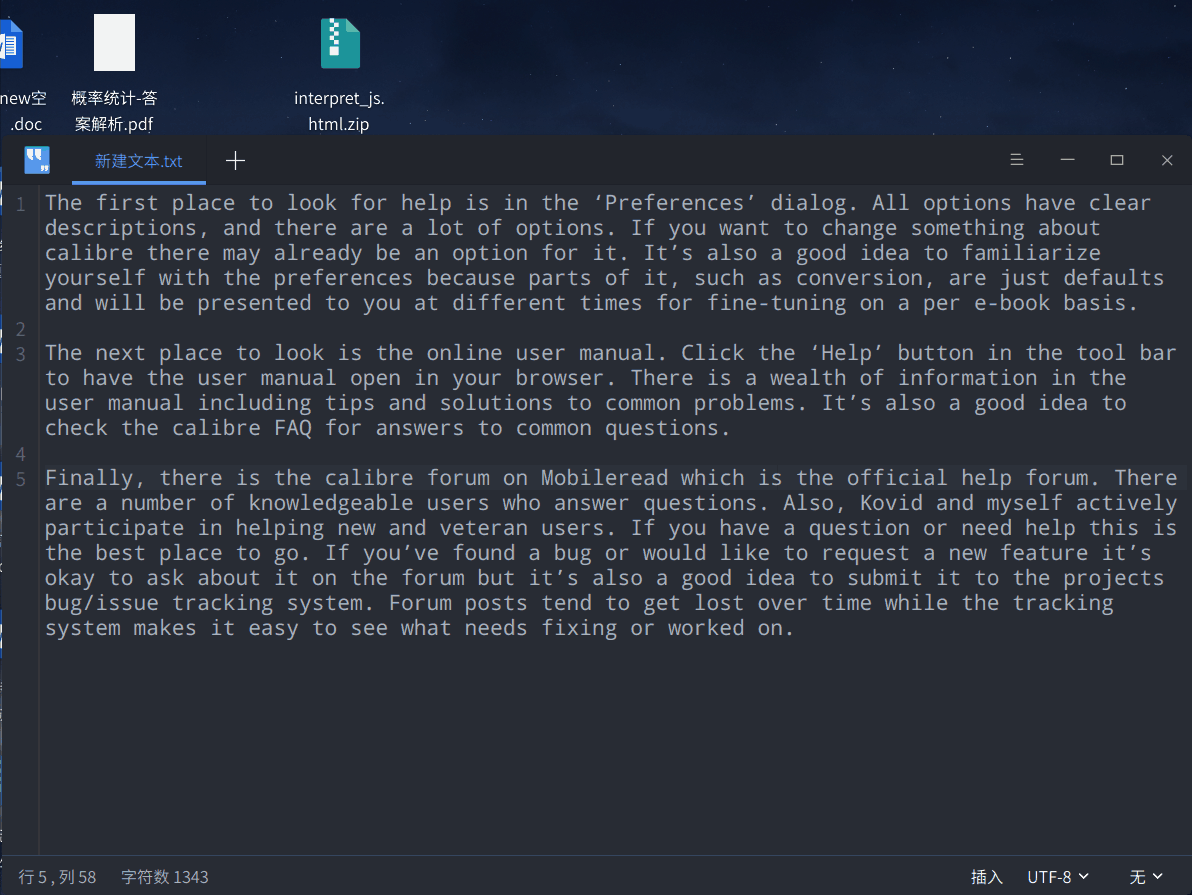 new空
.doc
概率统计-答
案解析.pdf
interpret_js.
html.zip
新建文本.txt
1 The first place to look for help is in the ‘Preferences’ dialog. All options have clear
descriptions, and there are a lot of options. If you want to change something about
calibre there may already be an option for it. It’s also a good idea to familiarize
yourself with the preferences because parts of it, such as conversion, are just defaults
and will be presented to you at different times for fine-tuning on a per e-book basis.
2
3 The next place to look is the online user manual. Click the ‘Help’ button in the tool bar
to have the user manual open in your browser. There is a wealth of information in the
user manual including tips and solutions to common problems. It’s also a good idea to
check the calibre FAQ for answers to common questions.
4
5 Finally, there is the calibre forum on Mobileread which is the official help forum. There
are a number of knowledgeable users who answer questions. Also, Kovid and myself actively
participate in helping new and veteran users. If you have a question or need help this is
the best place to go. If you’ve found a bug or would like to request a new feature it’s
okay to ask about it on the forum but it’s also a good idea to submit it to the projects
bug/issue tracking system. Forum posts tend to get lost over time while the tracking
system makes it easy to see what needs fixing or worked on.
行 5 , 列 58 字符数 1343 插入 UTF-8 无